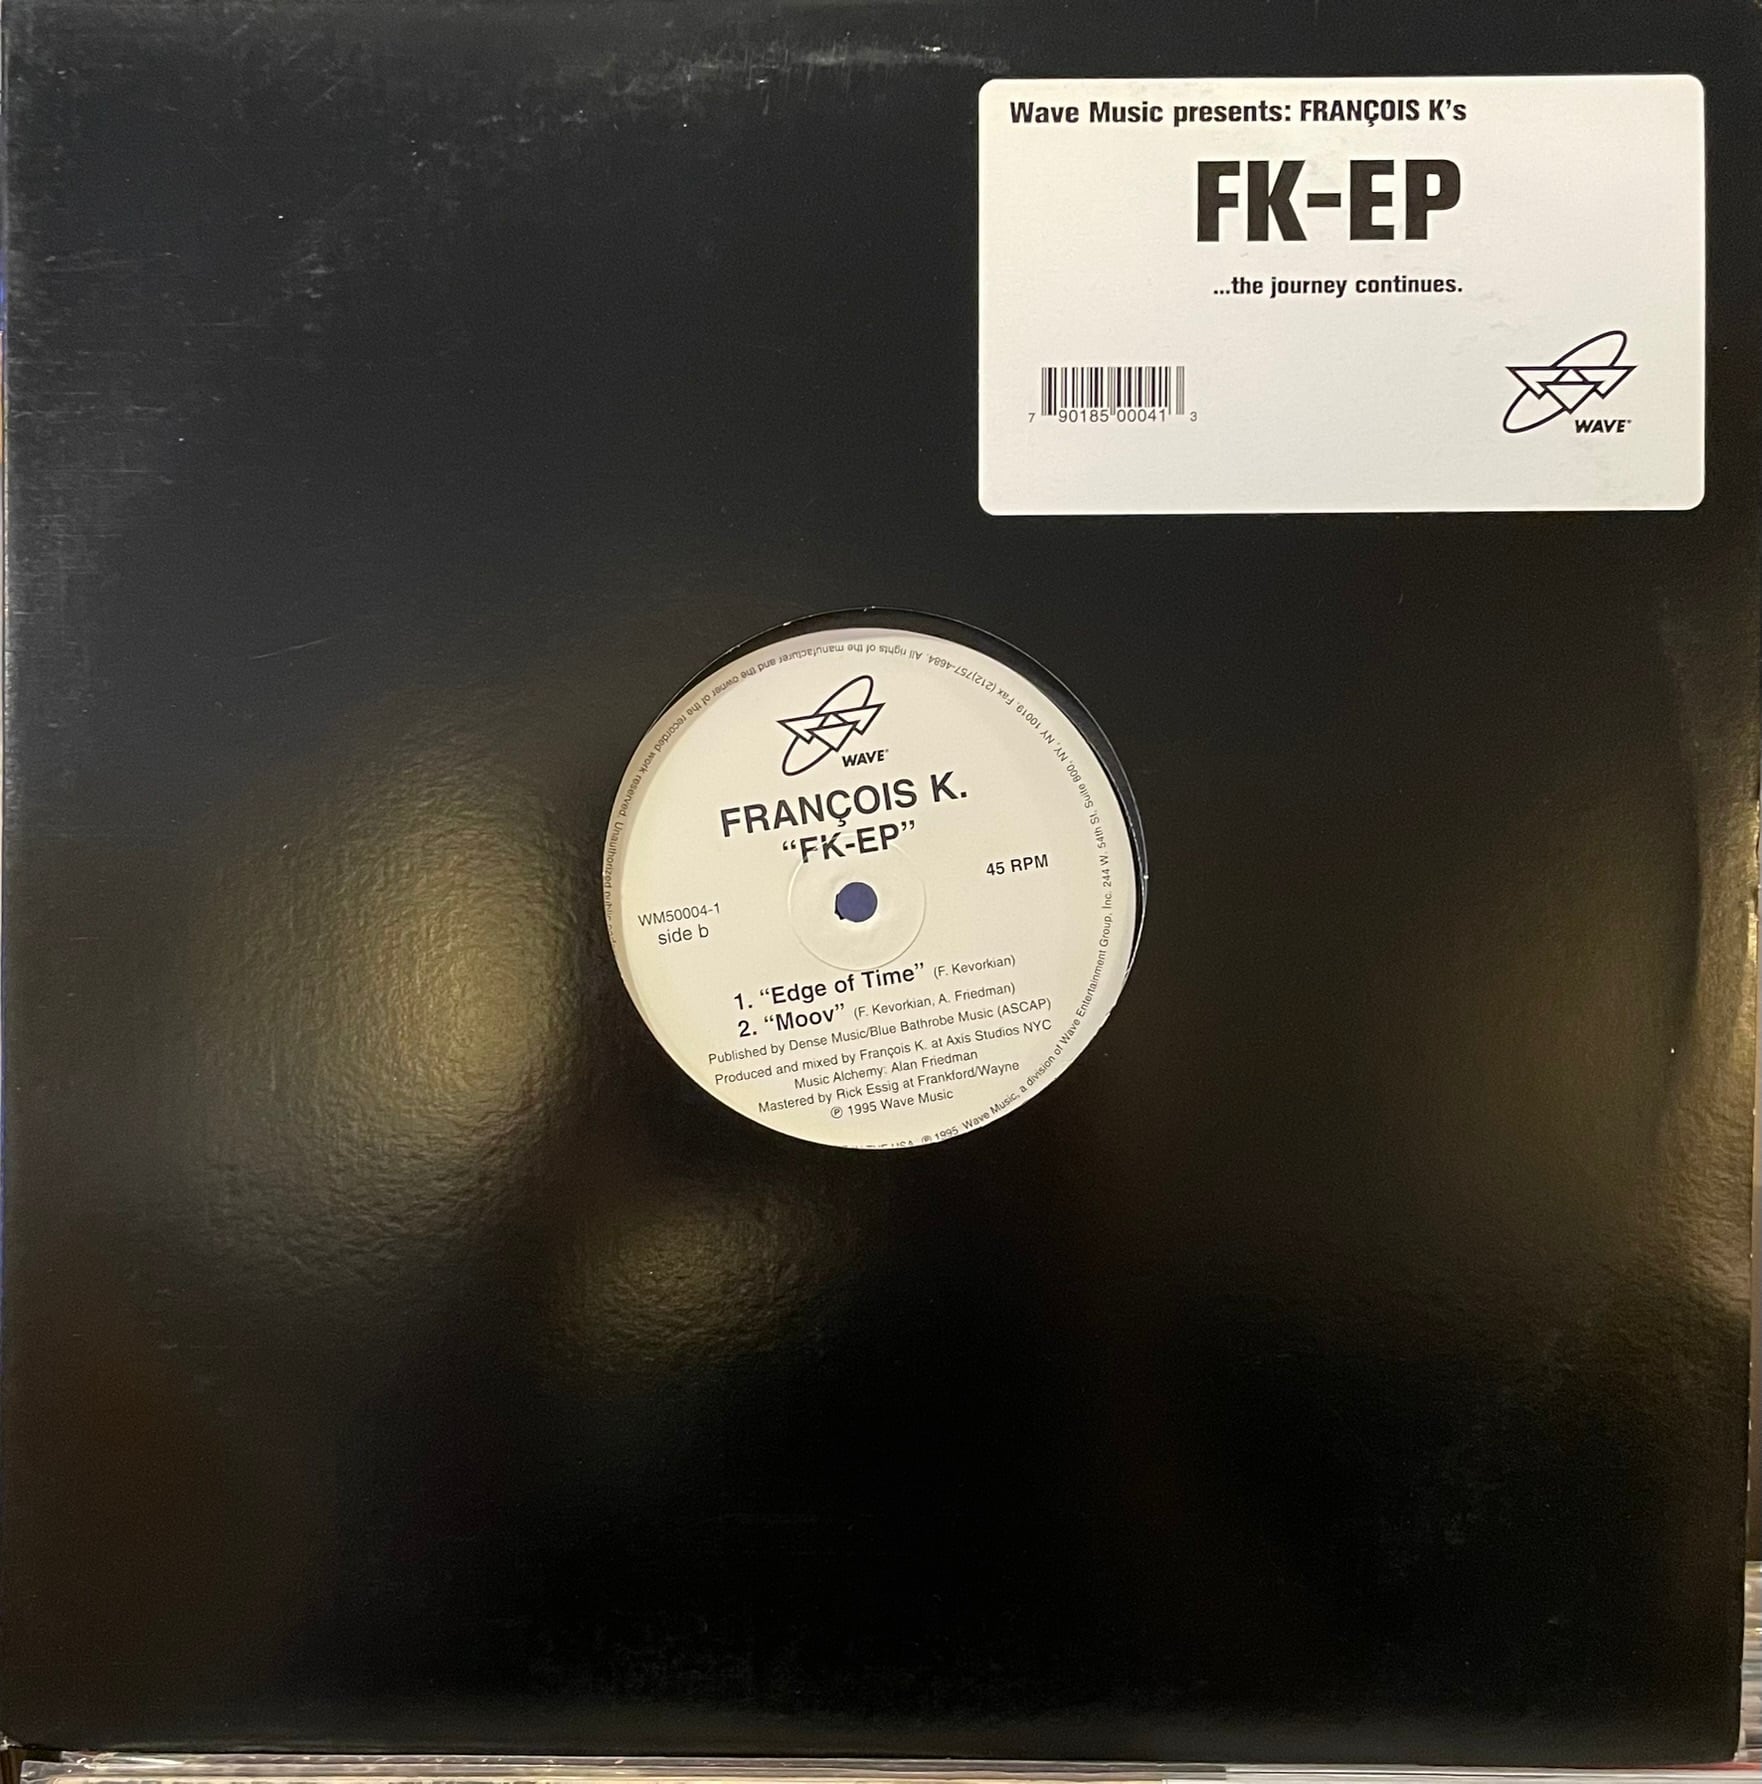 Wave Music presents: FRANÇOIS K's
FK-EP
...the journey continues.
7 90185 00041 3
WAVE
WAVE
FRANÇOIS K.
“FK-EP”
45 RPM
WM50004-1
side b
1. “Edge of Time” (F. Kevorkian)
2. “Moov” (F. Kevorkian, A. Friedman)
Published by Dense Music/Blue Bathrobe Music (ASCAP)
Produced and mixed by François K. at Axis Studios NYC
Music Alchemy: Alan Friedman
Mastered by Rick Essig at Frankford/Wayne
℗ 1995 Wave Music
USA. ℗ 1995 Wave Music, a division of Wave Entertainment Group, Inc. 244 W. 54th St. Suite 800, NY, NY 10019. Fax (212)757-4684. All rights of the manufacturer and the owner of the recorded work reserved. Unauthorized